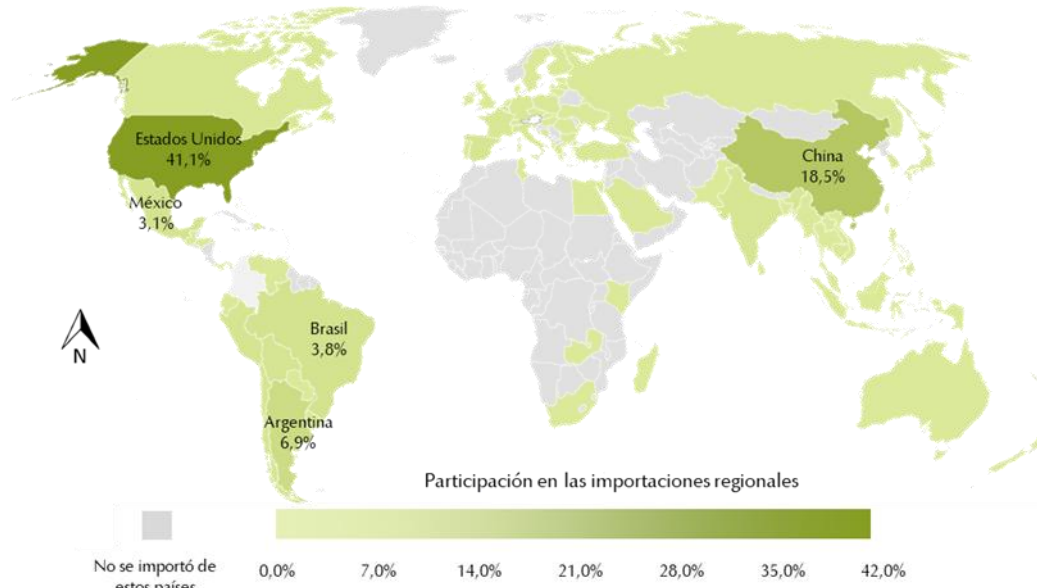 Estados Unidos
41,1%
México
3,1%
China
18,5%
Brasil
3,8%
Argentina
6,9%
N
Participación en las importaciones regionales
No se importó de
estos países
0,0%
7,0%
14,0%
21,0%
28,0%
35,0%
42,0%